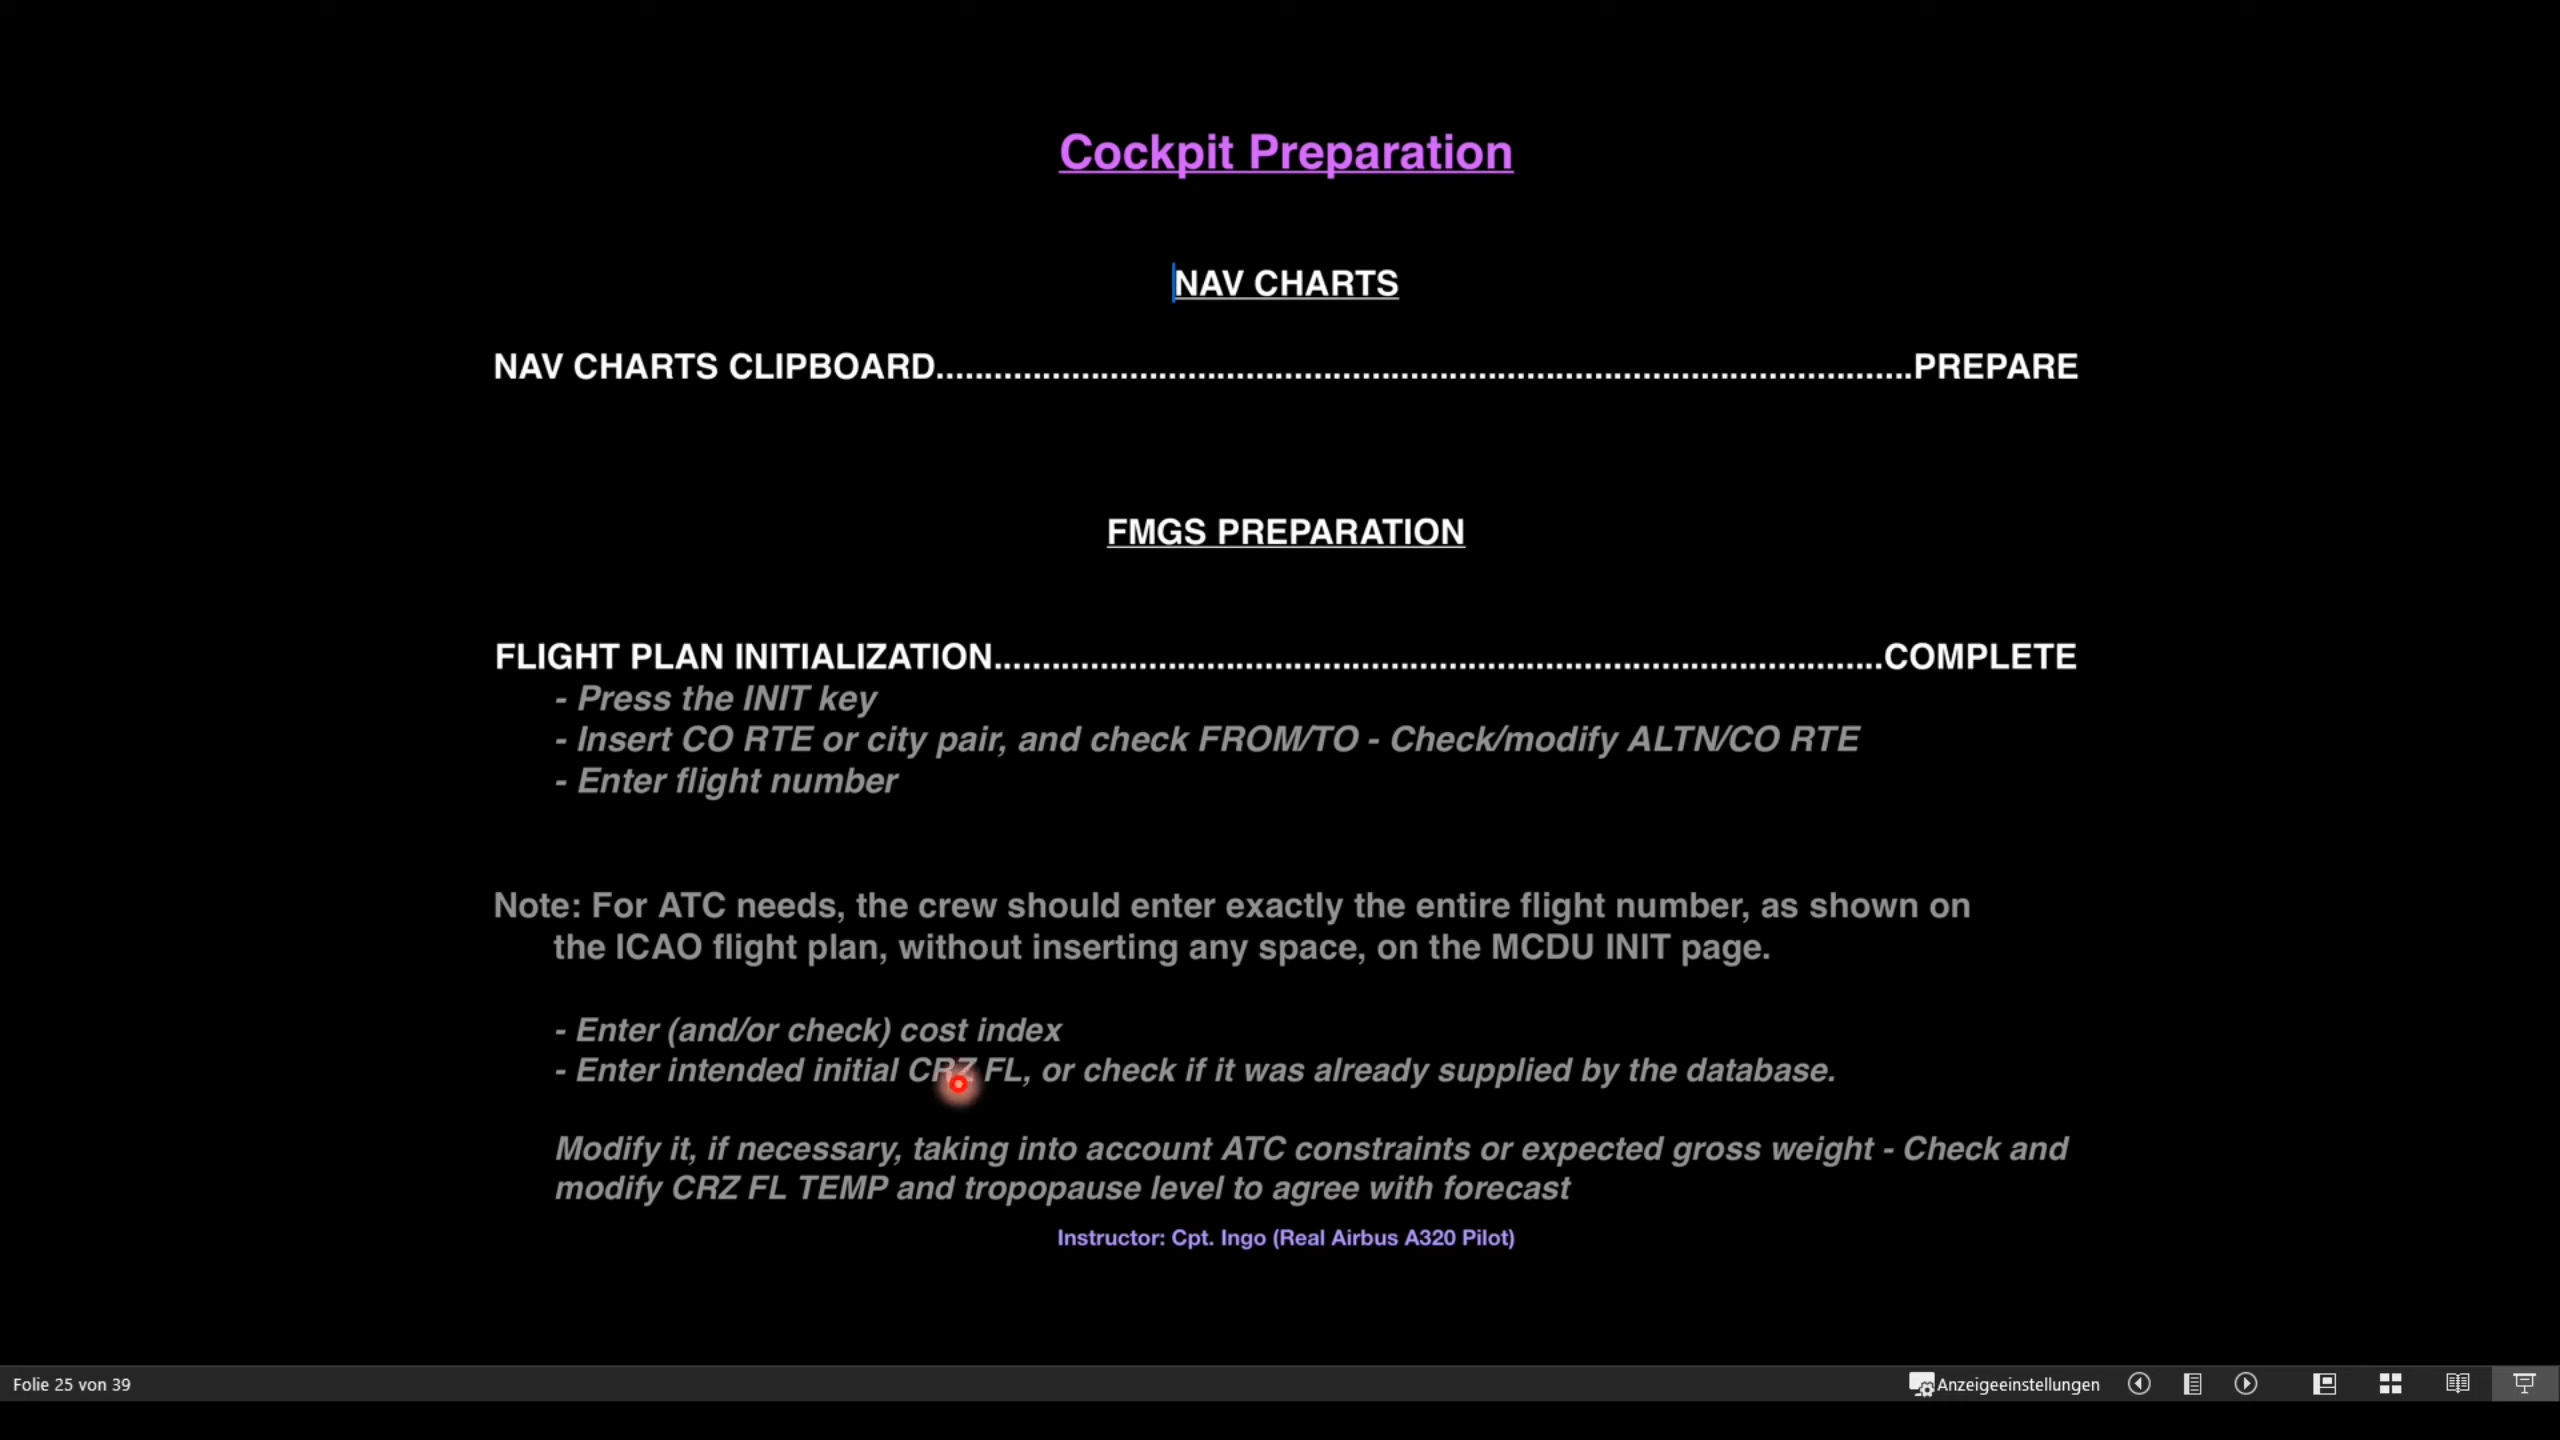 Cockpit Preparation
NAV CHARTS
NAV CHARTS CLIPBOARD.....................................................................................................PREPARE
FMGS PREPARATION
FLIGHT PLAN INITIALIZATION............................................................................................COMPLETE
- Press the INIT key
- Insert CO RTE or city pair, and check FROM/TO - Check/modify ALTN/CO RTE
- Enter flight number
Note: For ATC needs, the crew should enter exactly the entire flight number, as shown on
the ICAO flight plan, without inserting any space, on the MCDU INIT page.
- Enter (and/or check) cost index
- Enter intended initial CRZ FL, or check if it was already supplied by the database.
Modify it, if necessary, taking into account ATC constraints or expected gross weight - Check and
modify CRZ FL TEMP and tropopause level to agree with forecast
Instructor: Cpt. Ingo (Real Airbus A320 Pilot)
Folie 25 von 39
Anzeigeeinstellungen